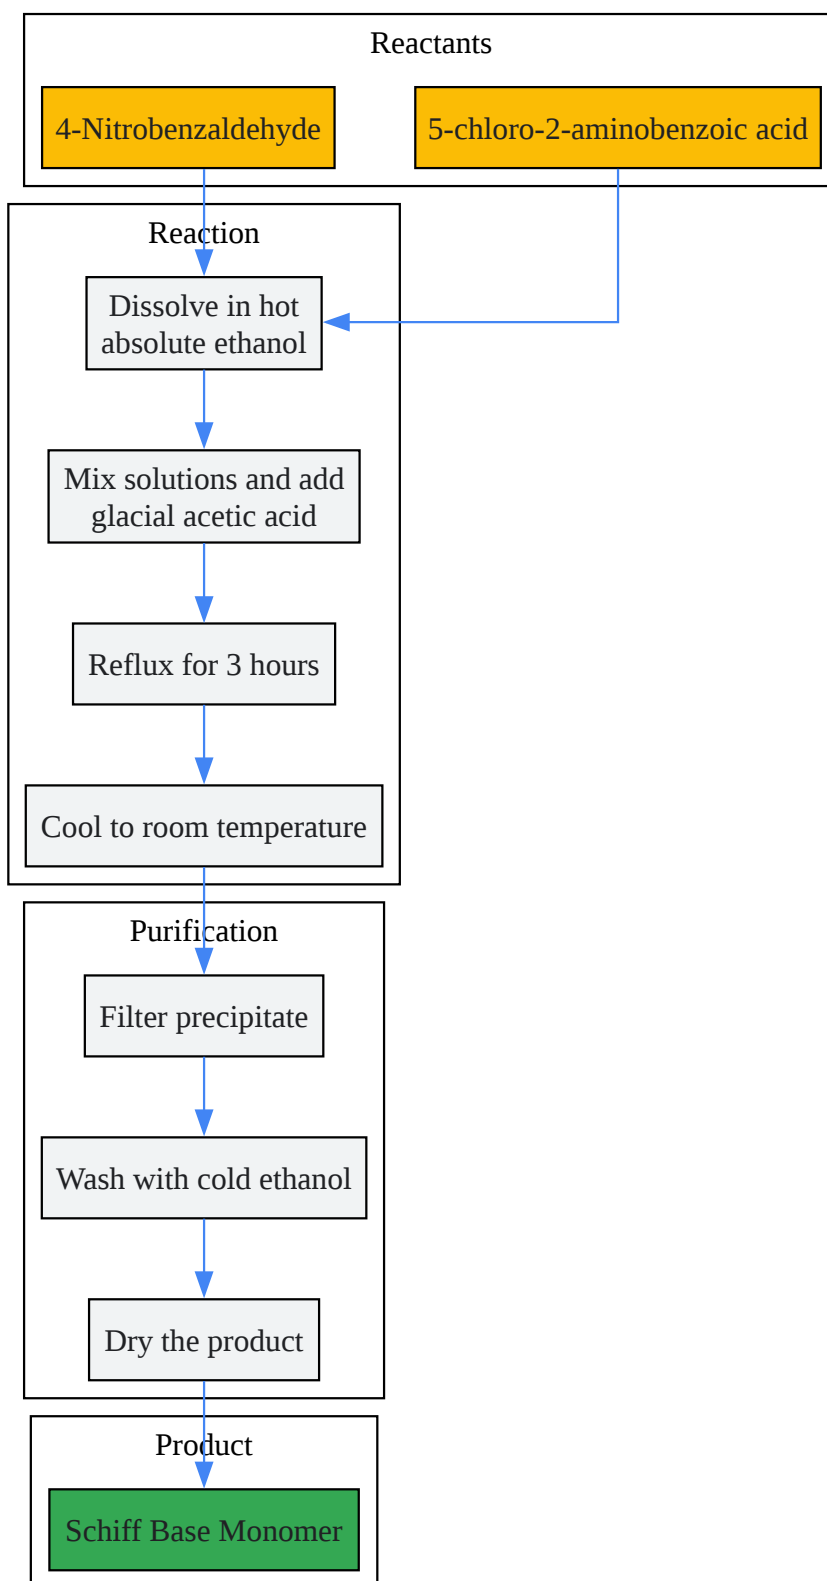 Reactants
4-Nitrobenzaldehyde
5-chloro-2-aminobenzoic acid
Reaction
Dissolve in hot
absolute ethanol
Mix solutions and add
glacial acetic acid
Reflux for 3 hours
Cool to room temperature
Purification
Filter precipitate
Wash with cold ethanol
Dry the product
Product
Schiff Base Monomer